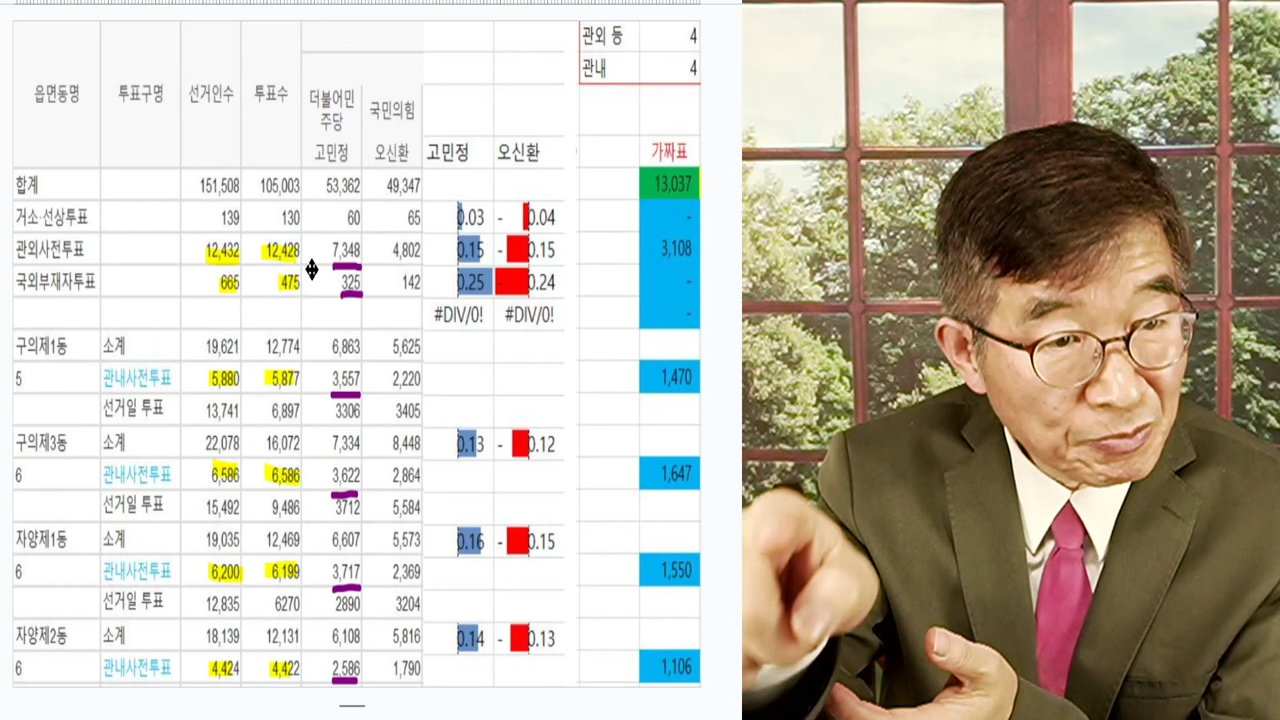 관외 등 4
관내 4
읍면동명 투표구명 선거인수 투표수 더불어민주당 고민정 국민의힘 오신환 고민정 오신환 가짜표
합계 151,508 105,003 53,362 49,347 13,037
거소·선상투표 139 130 60 65 0.03 - 0.04 -
관외사전투표 12,432 12,428 7,348 4,802 0.15 - 0.15 3,108
국외부재자투표 665 475 325 142 0.25 - 0.24 -
#DIV/0! #DIV/0! -
구의제1동 소계 19,621 12,774 6,863 5,625
5 관내사전투표 5,880 5,877 3,557 2,220 1,470
선거일 투표 13,741 6,897 3306 3405
구의제3동 소계 22,078 16,072 7,334 8,448 0.13 - 0.12
6 관내사전투표 6,586 6,586 3,622 2,864 1,647
선거일 투표 15,492 9,486 3712 5,584
자양제1동 소계 19,035 12,469 6,607 5,573 0.16 - 0.15
6 관내사전투표 6,200 6,199 3,717 2,369 1,550
선거일 투표 12,835 6270 2890 3204
자양제2동 소계 18,139 12,131 6,108 5,816 0.14 - 0.13
6 관내사전투표 4,424 4,422 2,586 1,790 1,106